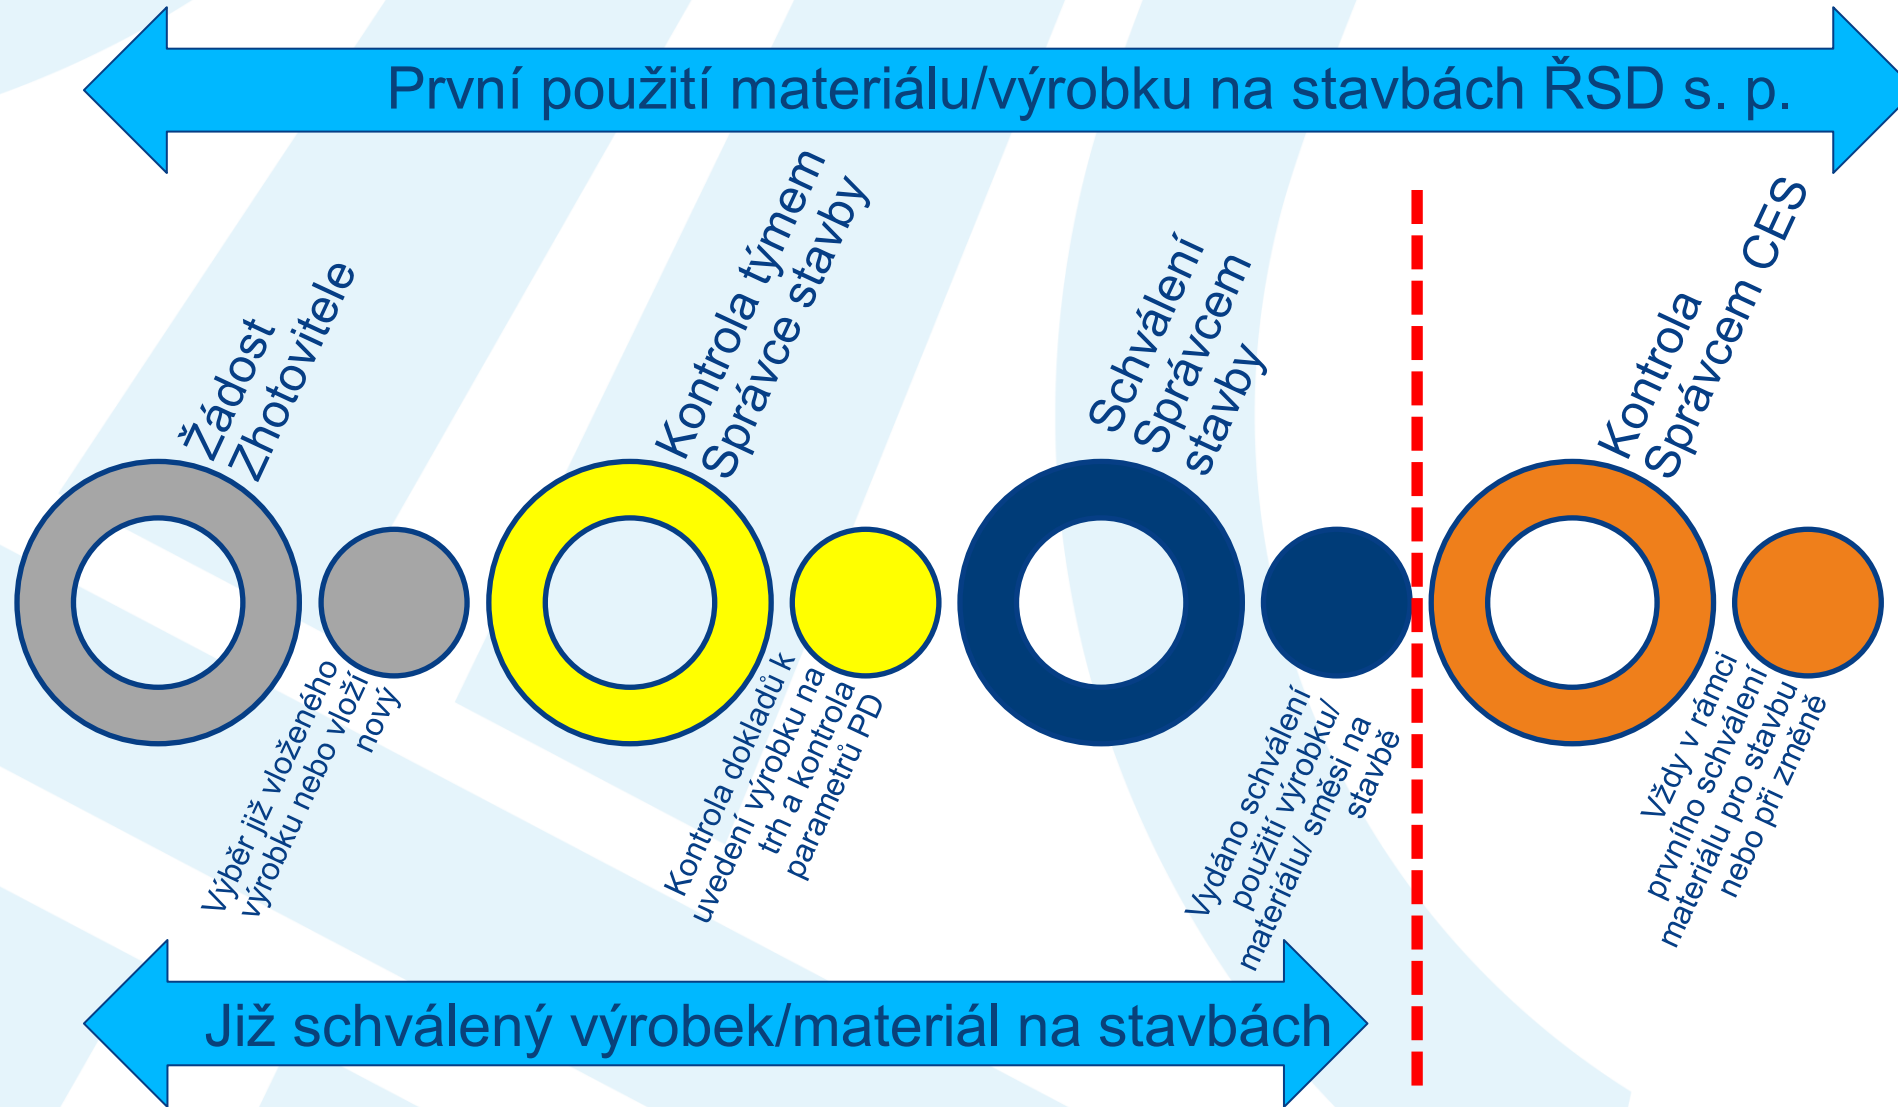 První použití materiálu/výrobku na stavbách ŘSD s. p.
Žádost
Zhotovitele
Výběr již vloženého
výrobku nebo vloží
nový
Kontrola týmem
Správce stavby
Kontrola dokladů k
uvedení výrobku na
trh a kontrola
parametrů PD
Schválení
Správcem
stavby
Vydáno schválení
použití výrobku/
materiálu/ směsi na
stavbě
Kontrola
Správcem CES
Vždy v rámci
prvního schválení
materiálu pro stavbu
nebo při změně
Již schválený výrobek/materiál na stavbách